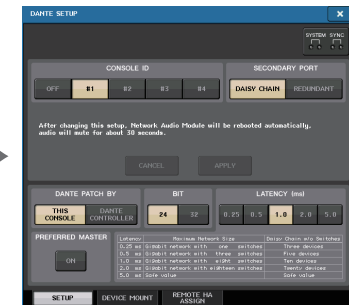 DANTE SETUP
SYSTEM SYNC
CONSOLE ID
SECONDARY PORT
OFF #1 #2 #3 #4 DAISY CHAIN REDUNDANT
After changing this setup, Network Audio Module will be rebooted automatically,
audio will mute for about 30 seconds.
CANCEL APPLY
DANTE PATCH BY
BIT
LATENCY (ms)
THIS CONSOLE
DANTE CONTROLLER
24 32 0.25 0.5 1.0 2.0 5.0
PREFERRED MASTER
ON
Latency Maximum Network Size Daisy Chain w/o Switches
0.25 ms Gigabit network with one switches Three devices
0.5 ms Gigabit network with three switches Five devices
1.0 ms Gigabit network with eight switches Ten devices
2.0 ms Gigabit network with eighteen switches Twenty devices
5.0 ms Safe value Safe value
SETUP DEVICE MOUNT REMOTE HA ASSIGN